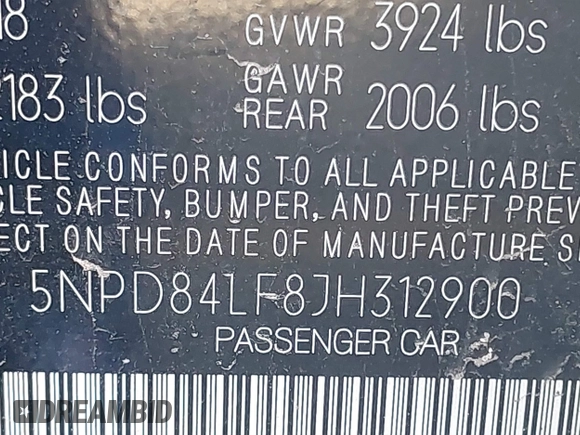 18 GVWR 3924 lbs
2183 lbs GAWR REAR 2006 lbs
ICLE CONFORMS TO ALL APPLICABLE
CLE SAFETY, BUMPER, AND THEFT PREV
ECT ON THE DATE OF MANUFACTURE S
5NPD84LF8JH312900
PASSENGER CAR
DREAMBID